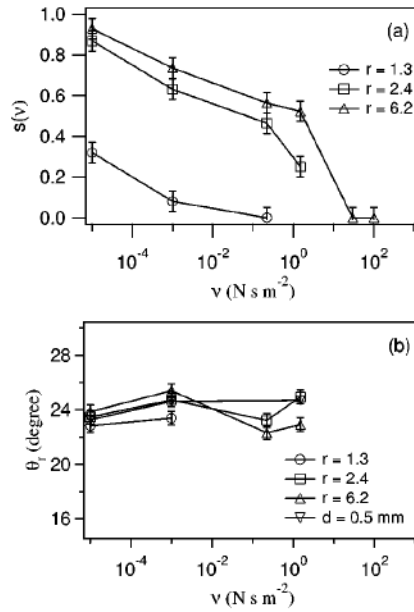 (a)
1.0
0.8
0.6
0.4
0.2
0.0
s(ν)
r = 1.3
r = 2.4
r = 6.2
10⁻⁴ 10⁻² 10⁰ 10²
ν (N s m⁻²)
(b)
28
24
20
16
θf (degree)
r = 1.3
r = 2.4
r = 6.2
d = 0.5 mm
10⁻⁴ 10⁻² 10⁰ 10²
ν (N s m⁻²)